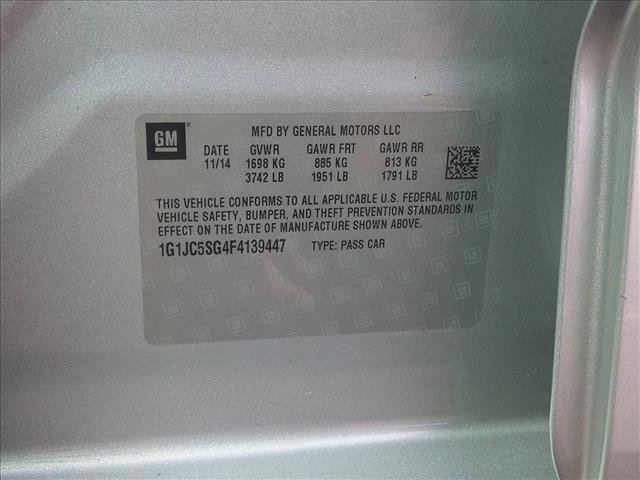 GM
MFD BY GENERAL MOTORS LLC
DATE GVWR GAWR FRT GAWR RR
11/14 1698 KG 885 KG 813 KG
3742 LB 1951 LB 1791 LB
THIS VEHICLE CONFORMS TO ALL APPLICABLE U.S. FEDERAL MOTOR
VEHICLE SAFETY, BUMPER, AND THEFT PREVENTION STANDARDS IN
EFFECT ON THE DATE OF MANUFACTURE SHOWN ABOVE.
1G1JC5SG4F4139447 TYPE: PASS CAR